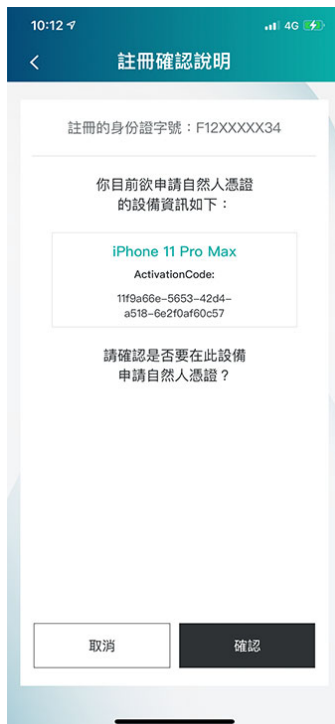 10:12
4G
註冊確認說明
註冊的身份證字號：F12XXXXX34
你目前欲申請自然人憑證
的設備資訊如下：
iPhone 11 Pro Max
ActivationCode:
11f9a66e-5653-42d4-
a518-6e2f0af60c57
請確認是否要在此設備
申請自然人憑證？
取消
確認